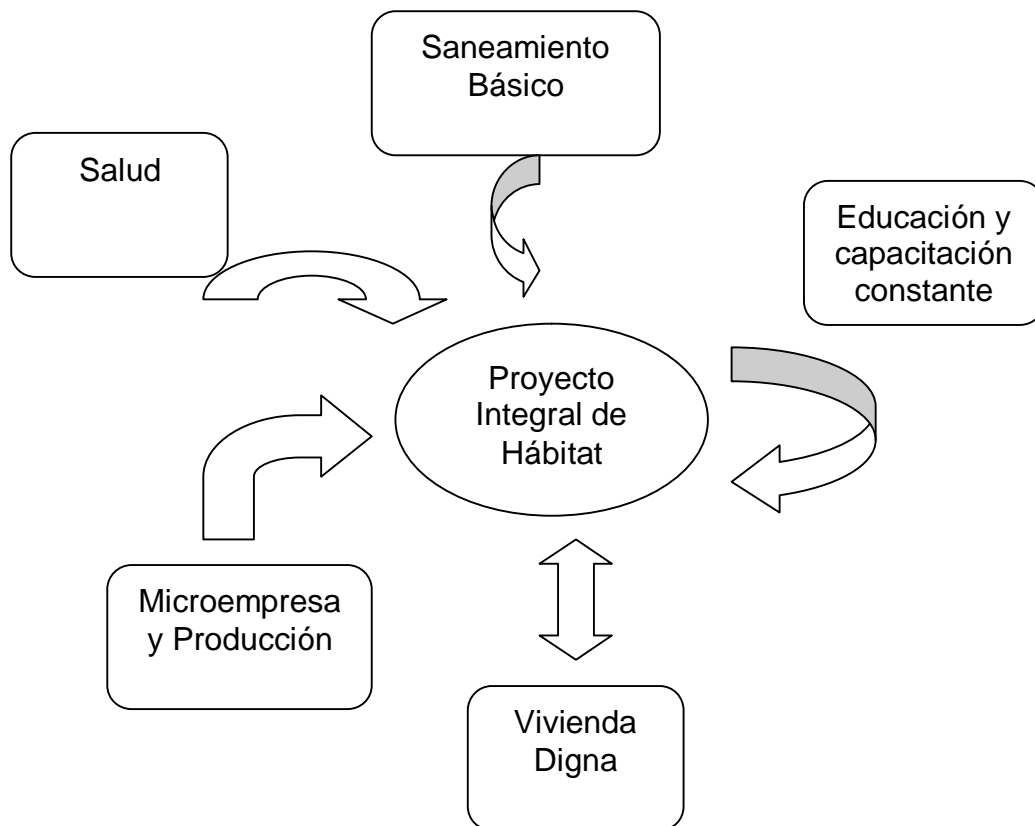 Saneamiento
Básico
Salud
Educación y
capacitación
constante
Proyecto
Integral de
Hábitat
Microempresa
y Producción
Vivienda
Digna